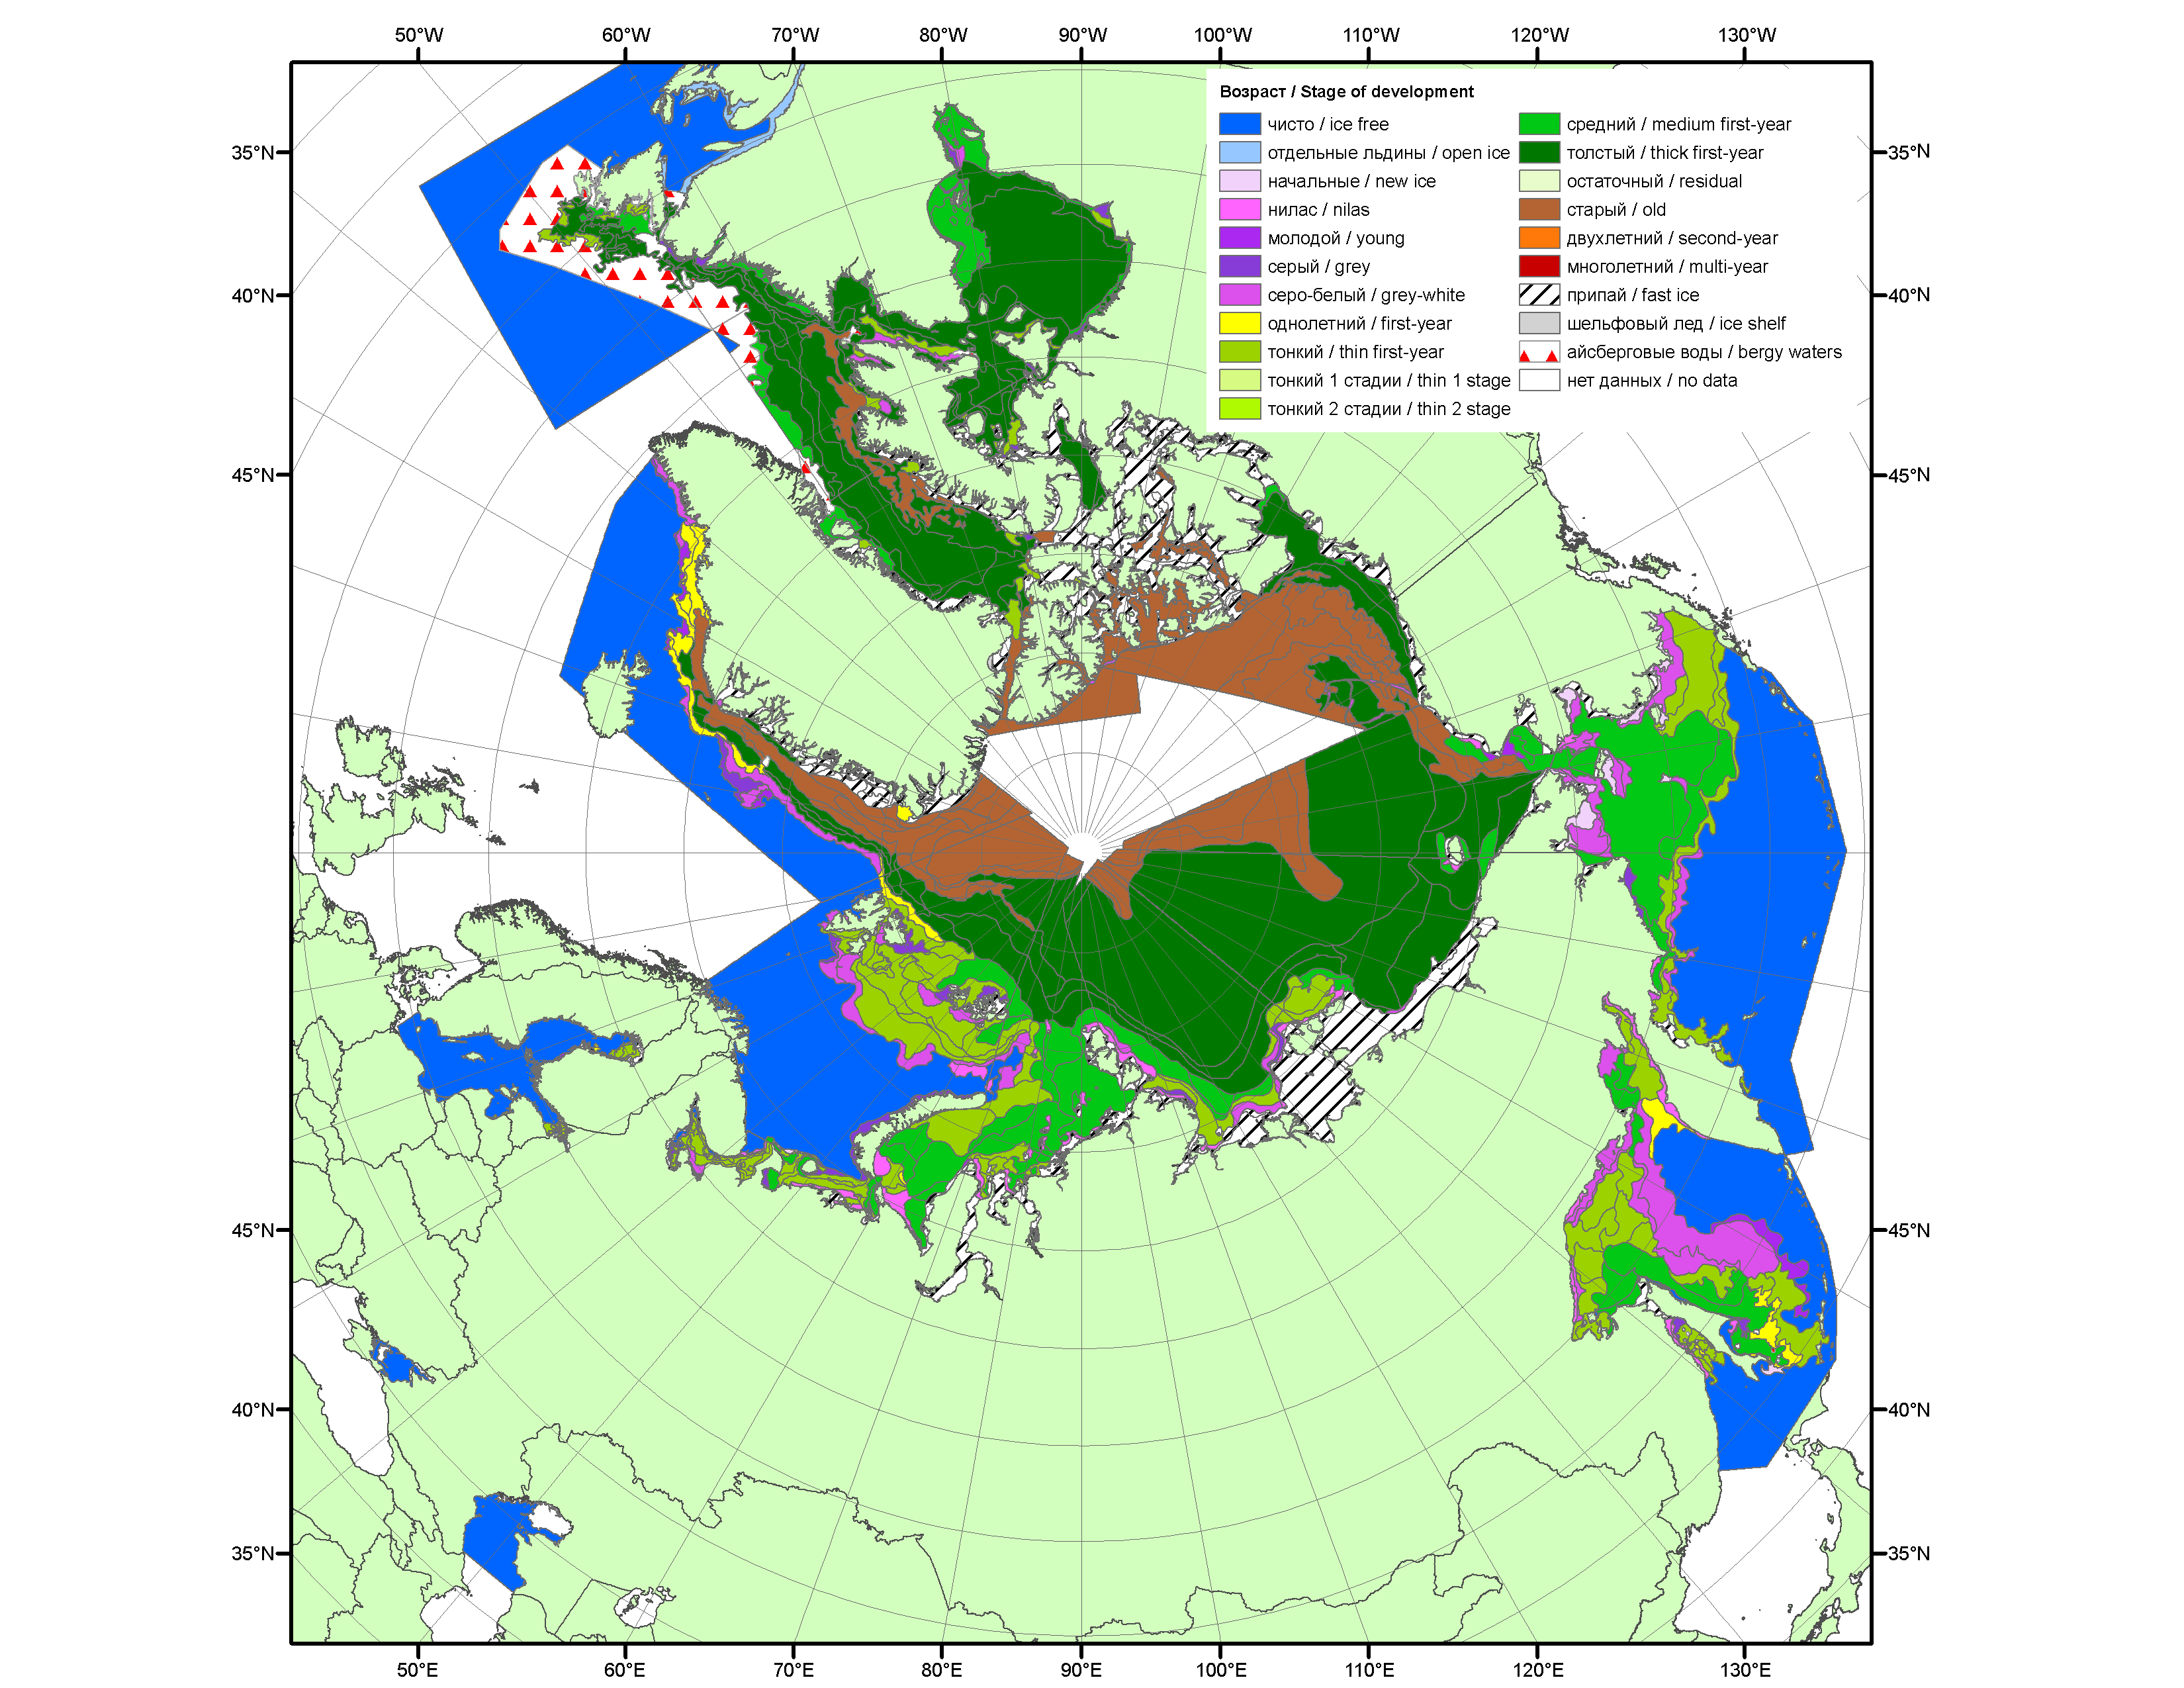 50°W 60°W 70°W 80°W 90°W 100°W 110°W 120°W 130°W
Возраст / Stage of development
чисто / ice free
отдельные льдины / open ice
начальные / new ice
нилас / nilas
молодой / young
серый / grey
серо-белый / grey-white
однолетний / first-year
тонкий / thin first-year
тонкий 1 стадии / thin 1 stage
тонкий 2 стадии / thin 2 stage
средний / medium first-year
толстый / thick first-year
остаточный / residual
старый / old
двухлетний / second-year
многолетний / multi-year
припай / fast ice
шельфовый лед / ice shelf
айсберговые воды / bergy waters
нет данных / no data
35°N 35°N
40°N 40°N
45°N 45°N
45°N 45°N
40°N 40°N
35°N 35°N
50°E 60°E 70°E 80°E 90°E 100°E 110°E 120°E 130°E